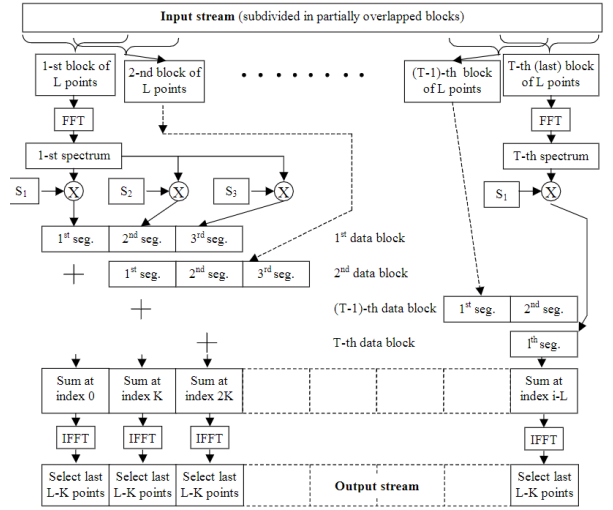 Input stream (subdivided in partially overlapped blocks)
1-st block of
L points
2-nd block of
L points
(T-1)-th block
of L points
T-th (last) block
of L points
FFT
FFT
1-st spectrum
T-th spectrum
S1
X
S2
X
S3
X
S1
X
1st seg.
2nd seg.
3rd seg.
1st data block
1st seg.
2nd seg.
3rd seg.
2nd data block
(T-1)-th data block
1st seg.
2nd seg.
T-th data block
1th seg.
Sum at
index 0
Sum at
index K
Sum at
index 2K
Sum at
index i-L
IFFT
IFFT
IFFT
IFFT
Select last
L-K points
Select last
L-K points
Select last
L-K points
Output stream
Select last
L-K points